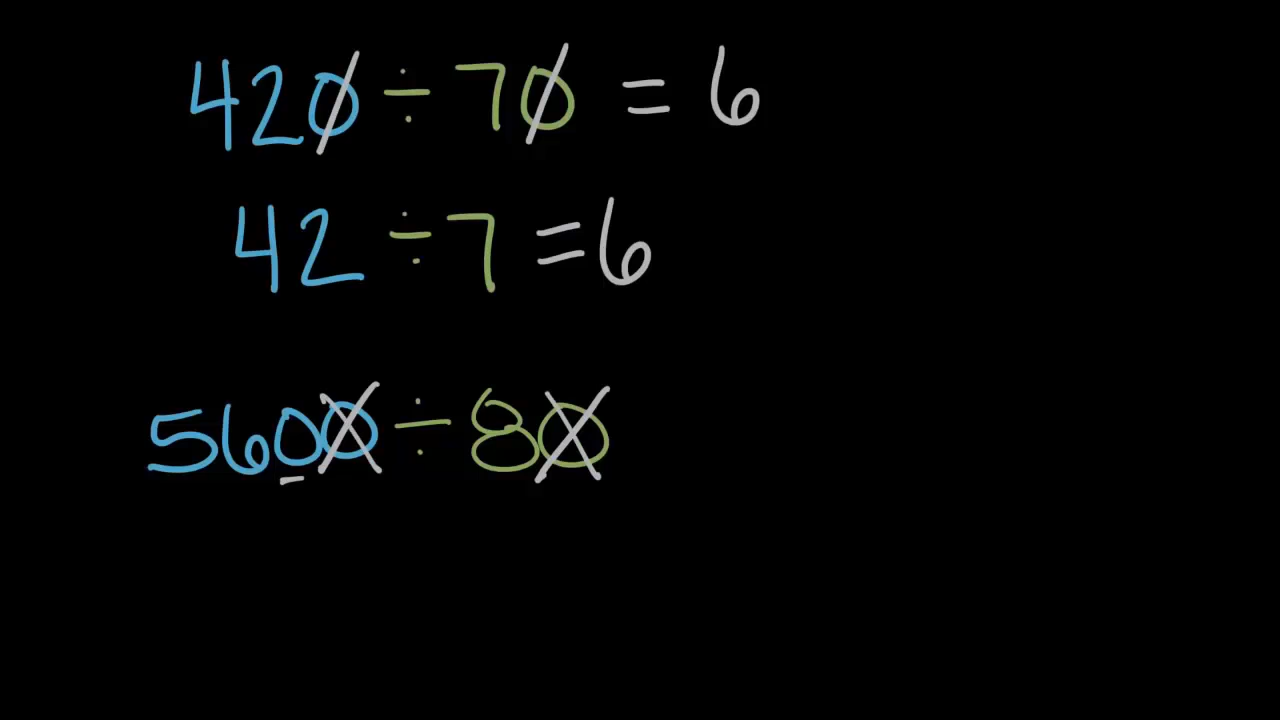 420 ÷ 70 = 6
42 ÷ 7 = 6
5600 ÷ 80